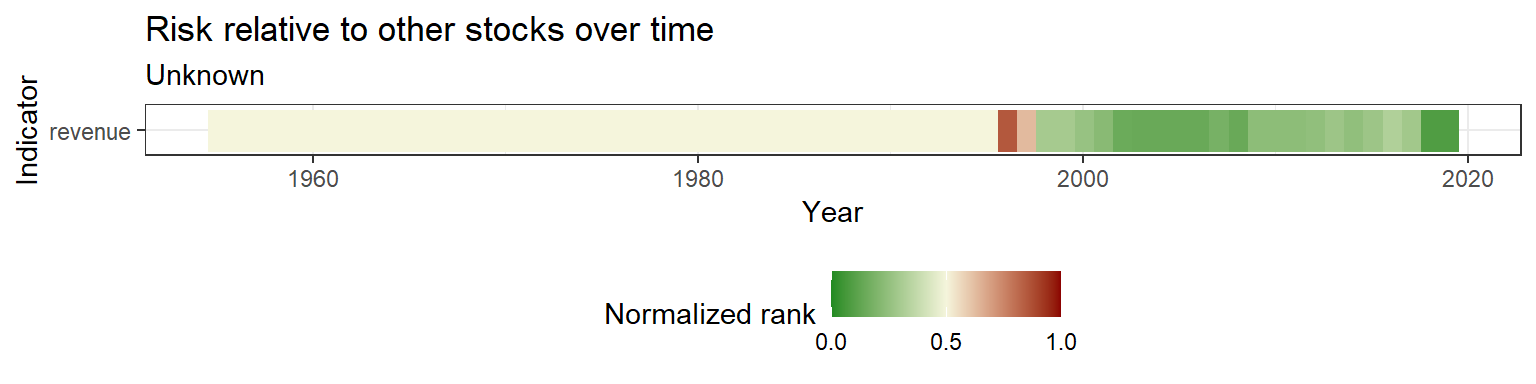 Risk relative to other stocks over time
Unknown
Indicator
revenue
1960 1980 2000 2020
Year
Normalized rank
0.0 0.5 1.0